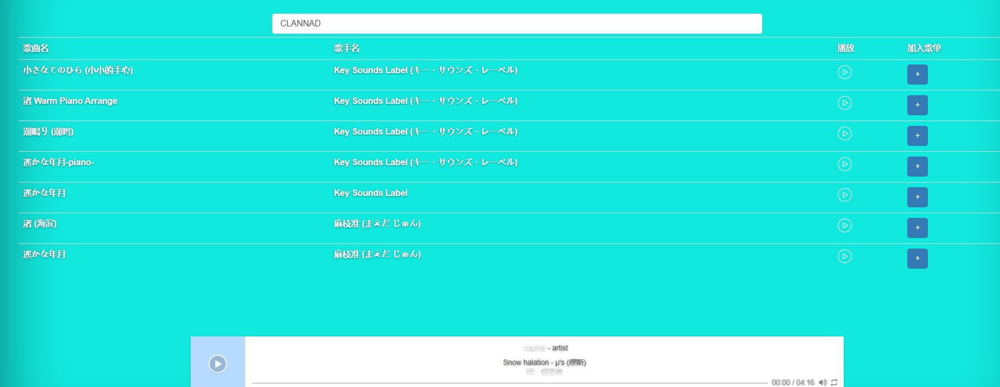 CLANNAD
歌曲名 歌手名 播放 加入歌单
小さなてのひら (小小的手心) Key Sounds Label (キー・サウンズ・レーベル) +
渚 Warm Piano Arrange Key Sounds Label (キー・サウンズ・レーベル) +
潮鳴り (潮鸣) Key Sounds Label (キー・サウンズ・レーベル) +
遙かな年月-piano- Key Sounds Label (キー・サウンズ・レーベル) +
遙かな年月 Key Sounds Label +
渚 (海滨) 麻枝准 (まえだ じゅん) +
遙かな年月 麻枝准 (まえだ じゅん) +
name - artist
Snow halation - μ's (缪斯)
词：畑亜貴
00:00 / 04:16